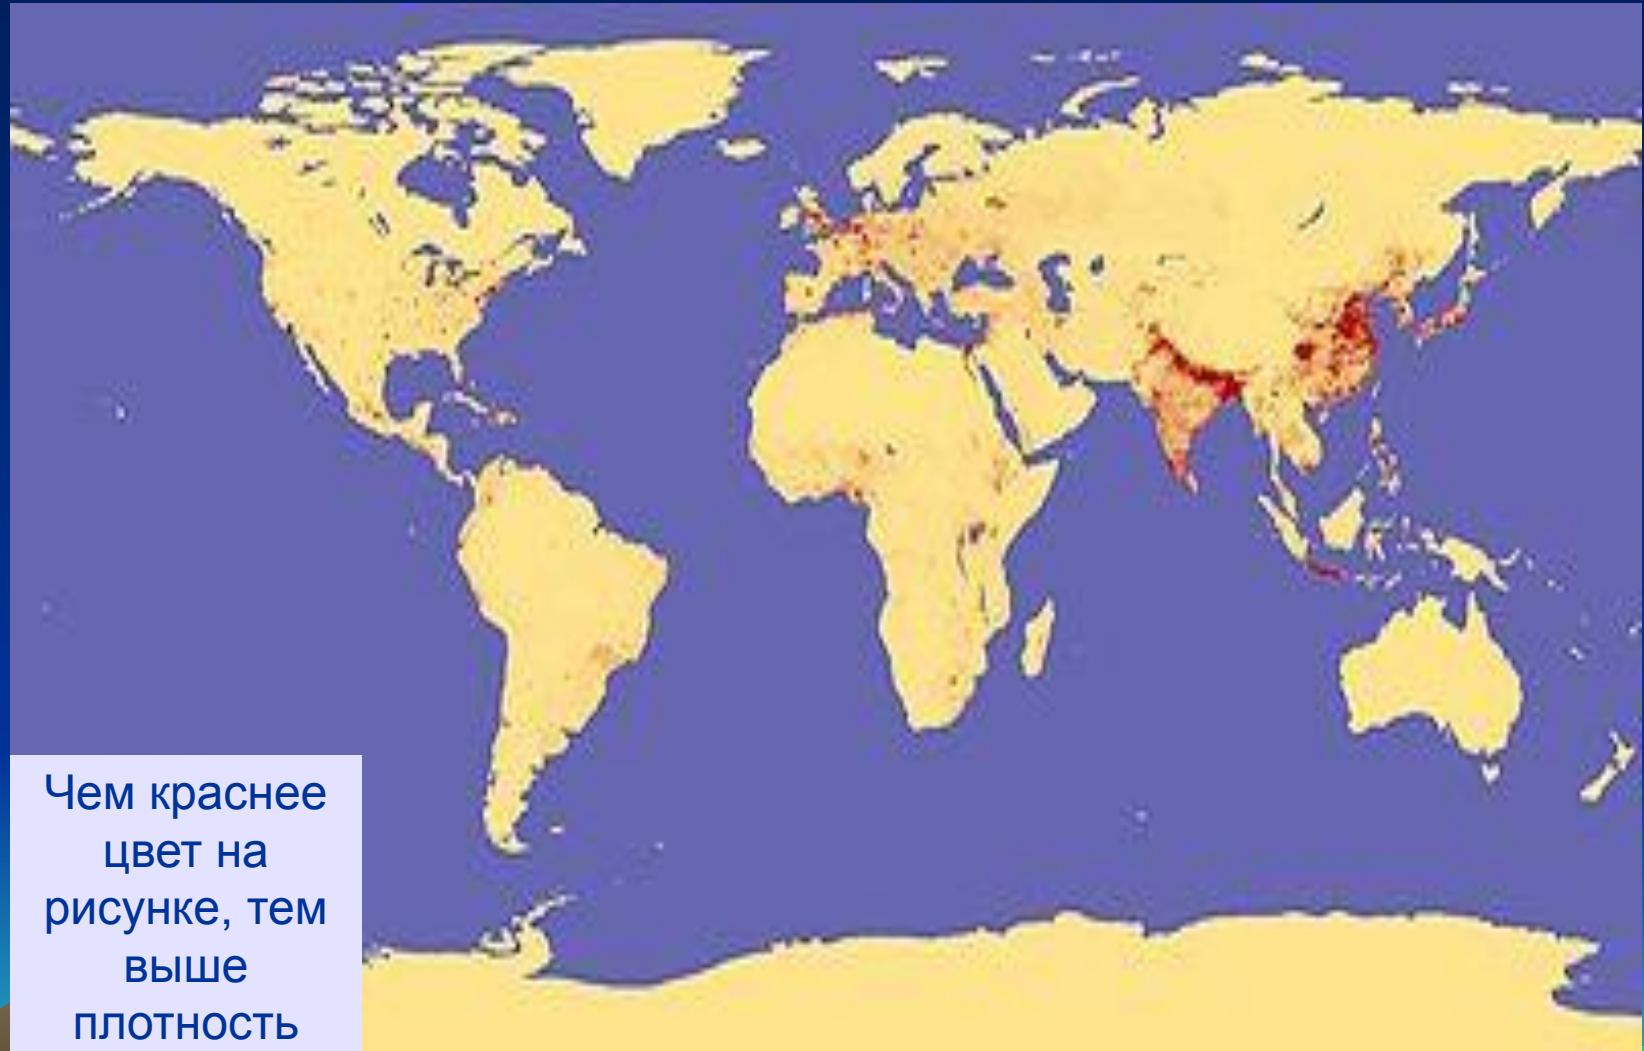 Чем краснее
цвет на
рисунке, тем
выше
плотность